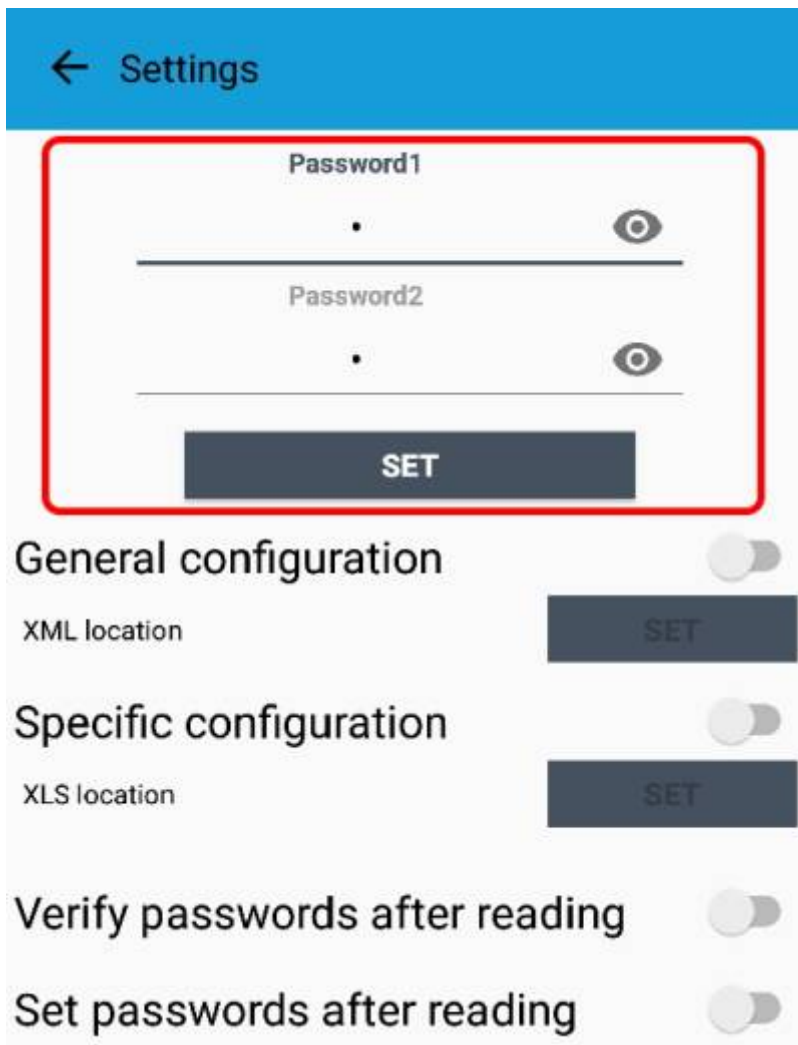 Settings
Password1
•
Password2
•
SET
General configuration
XML location
SET
Specific configuration
XLS location
SET
Verify passwords after reading
Set passwords after reading